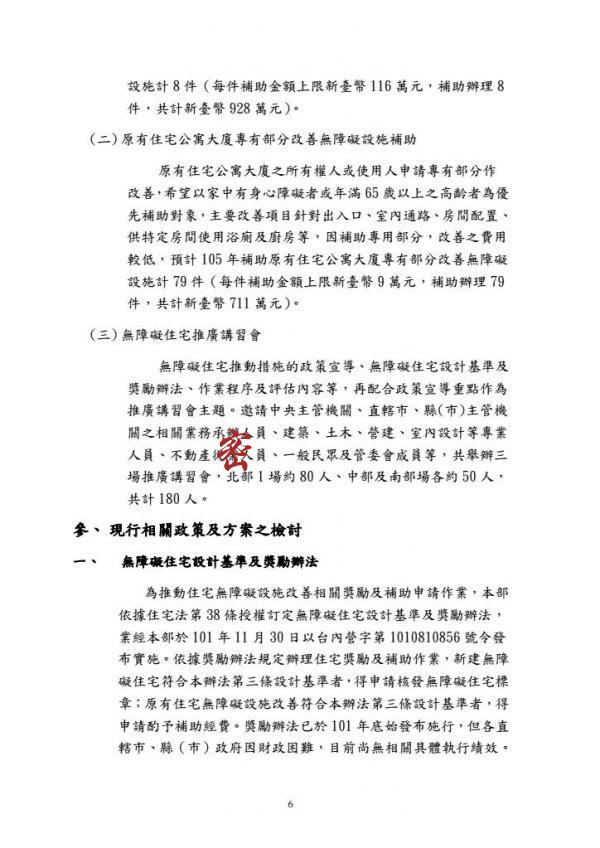 設施計 8 件（每件補助金額上限新臺幣 116 萬元，補助辦理 8
件，共計新臺幣 928 萬元）。
(二)原有住宅公寓大廈專有部分改善無障礙設施補助
原有住宅公寓大廈之所有權人或使用人申請專有部分作
改善，希望以家中有身心障礙者或年滿 65 歲以上之高齡者為優
先補助對象，主要改善項目針對出入口、室內通路、房間配置、
供特定房間使用浴廁及廚房等，因補助專用部分，改善之費用
較低，預計 105 年補助原有住宅公寓大廈專有部分改善無障礙
設施計 79 件（每件補助金額上限新臺幣 9 萬元，補助辦理 79
件，共計新臺幣 711 萬元）。
(三)無障礙住宅推廣講習會
無障礙住宅推動措施的政策宣導、無障礙住宅設計基準及
獎勵辦法、作業程序及評估內容等，再配合政策宣導重點作為
推廣講習會主題。邀請中央主管機關、直轄市、縣(市)主管機
關之相關業務承辦人員、建築、土木、營建、室內設計等專業
人員、不動產從業人員、一般民眾及管委會成員等，共舉辦三
場推廣講習會，北部 1 場約 80 人、中部及南部場各約 50 人，
共計 180 人。
密
參、現行相關政策及方案之檢討
一、 無障礙住宅設計基準及獎勵辦法
為推動住宅無障礙設施改善相關獎勵及補助申請作業，本部
依據住宅法第 38 條授權訂定無障礙住宅設計基準及獎勵辦法，
業經本部於 101 年 11 月 30 日以台內營字第 1010810856 號令發
布實施。依據獎勵辦法規定辦理住宅獎勵及補助作業，新建無障
礙住宅符合本辦法第三條設計基準者，得申請核發無障礙住宅標
章；原有住宅無障礙設施改善符合本辦法第三條設計基準者，得
申請酌予補助經費。獎勵辦法已於 101 年底始發布施行，但各直
轄市、縣（市）政府因財政困難，目前尚無相關具體執行績效。
6